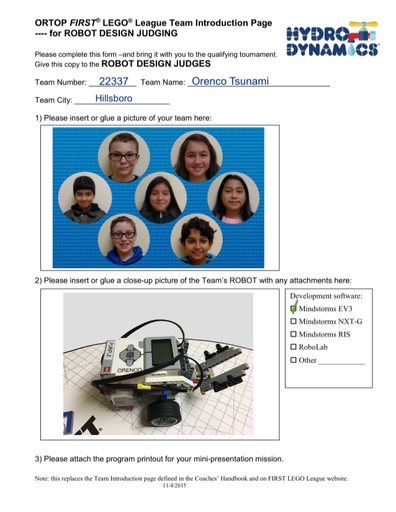 ORTOP FIRST® LEGO® League Team Introduction Page
---- for ROBOT DESIGN JUDGING
HYDRO
DYNAMICS
Please complete this form –and bring it with you to the qualifying tournament.
Give this copy to the ROBOT DESIGN JUDGES
Team Number: 22337 Team Name: Orenco Tsunami
Team City: Hillsboro
1) Please insert or glue a picture of your team here:
2) Please insert or glue a close-up picture of the Team's ROBOT with any attachments here:
Development software:
Mindstorms EV3
Mindstorms NXT-G
Mindstorms RIS
RoboLab
Other
ORENCO
3) Please attach the program printout for your mini-presentation mission.
Note: this replaces the Team Introduction page defined in the Coaches' Handbook and on FIRST LEGO League website.
11/4/2015